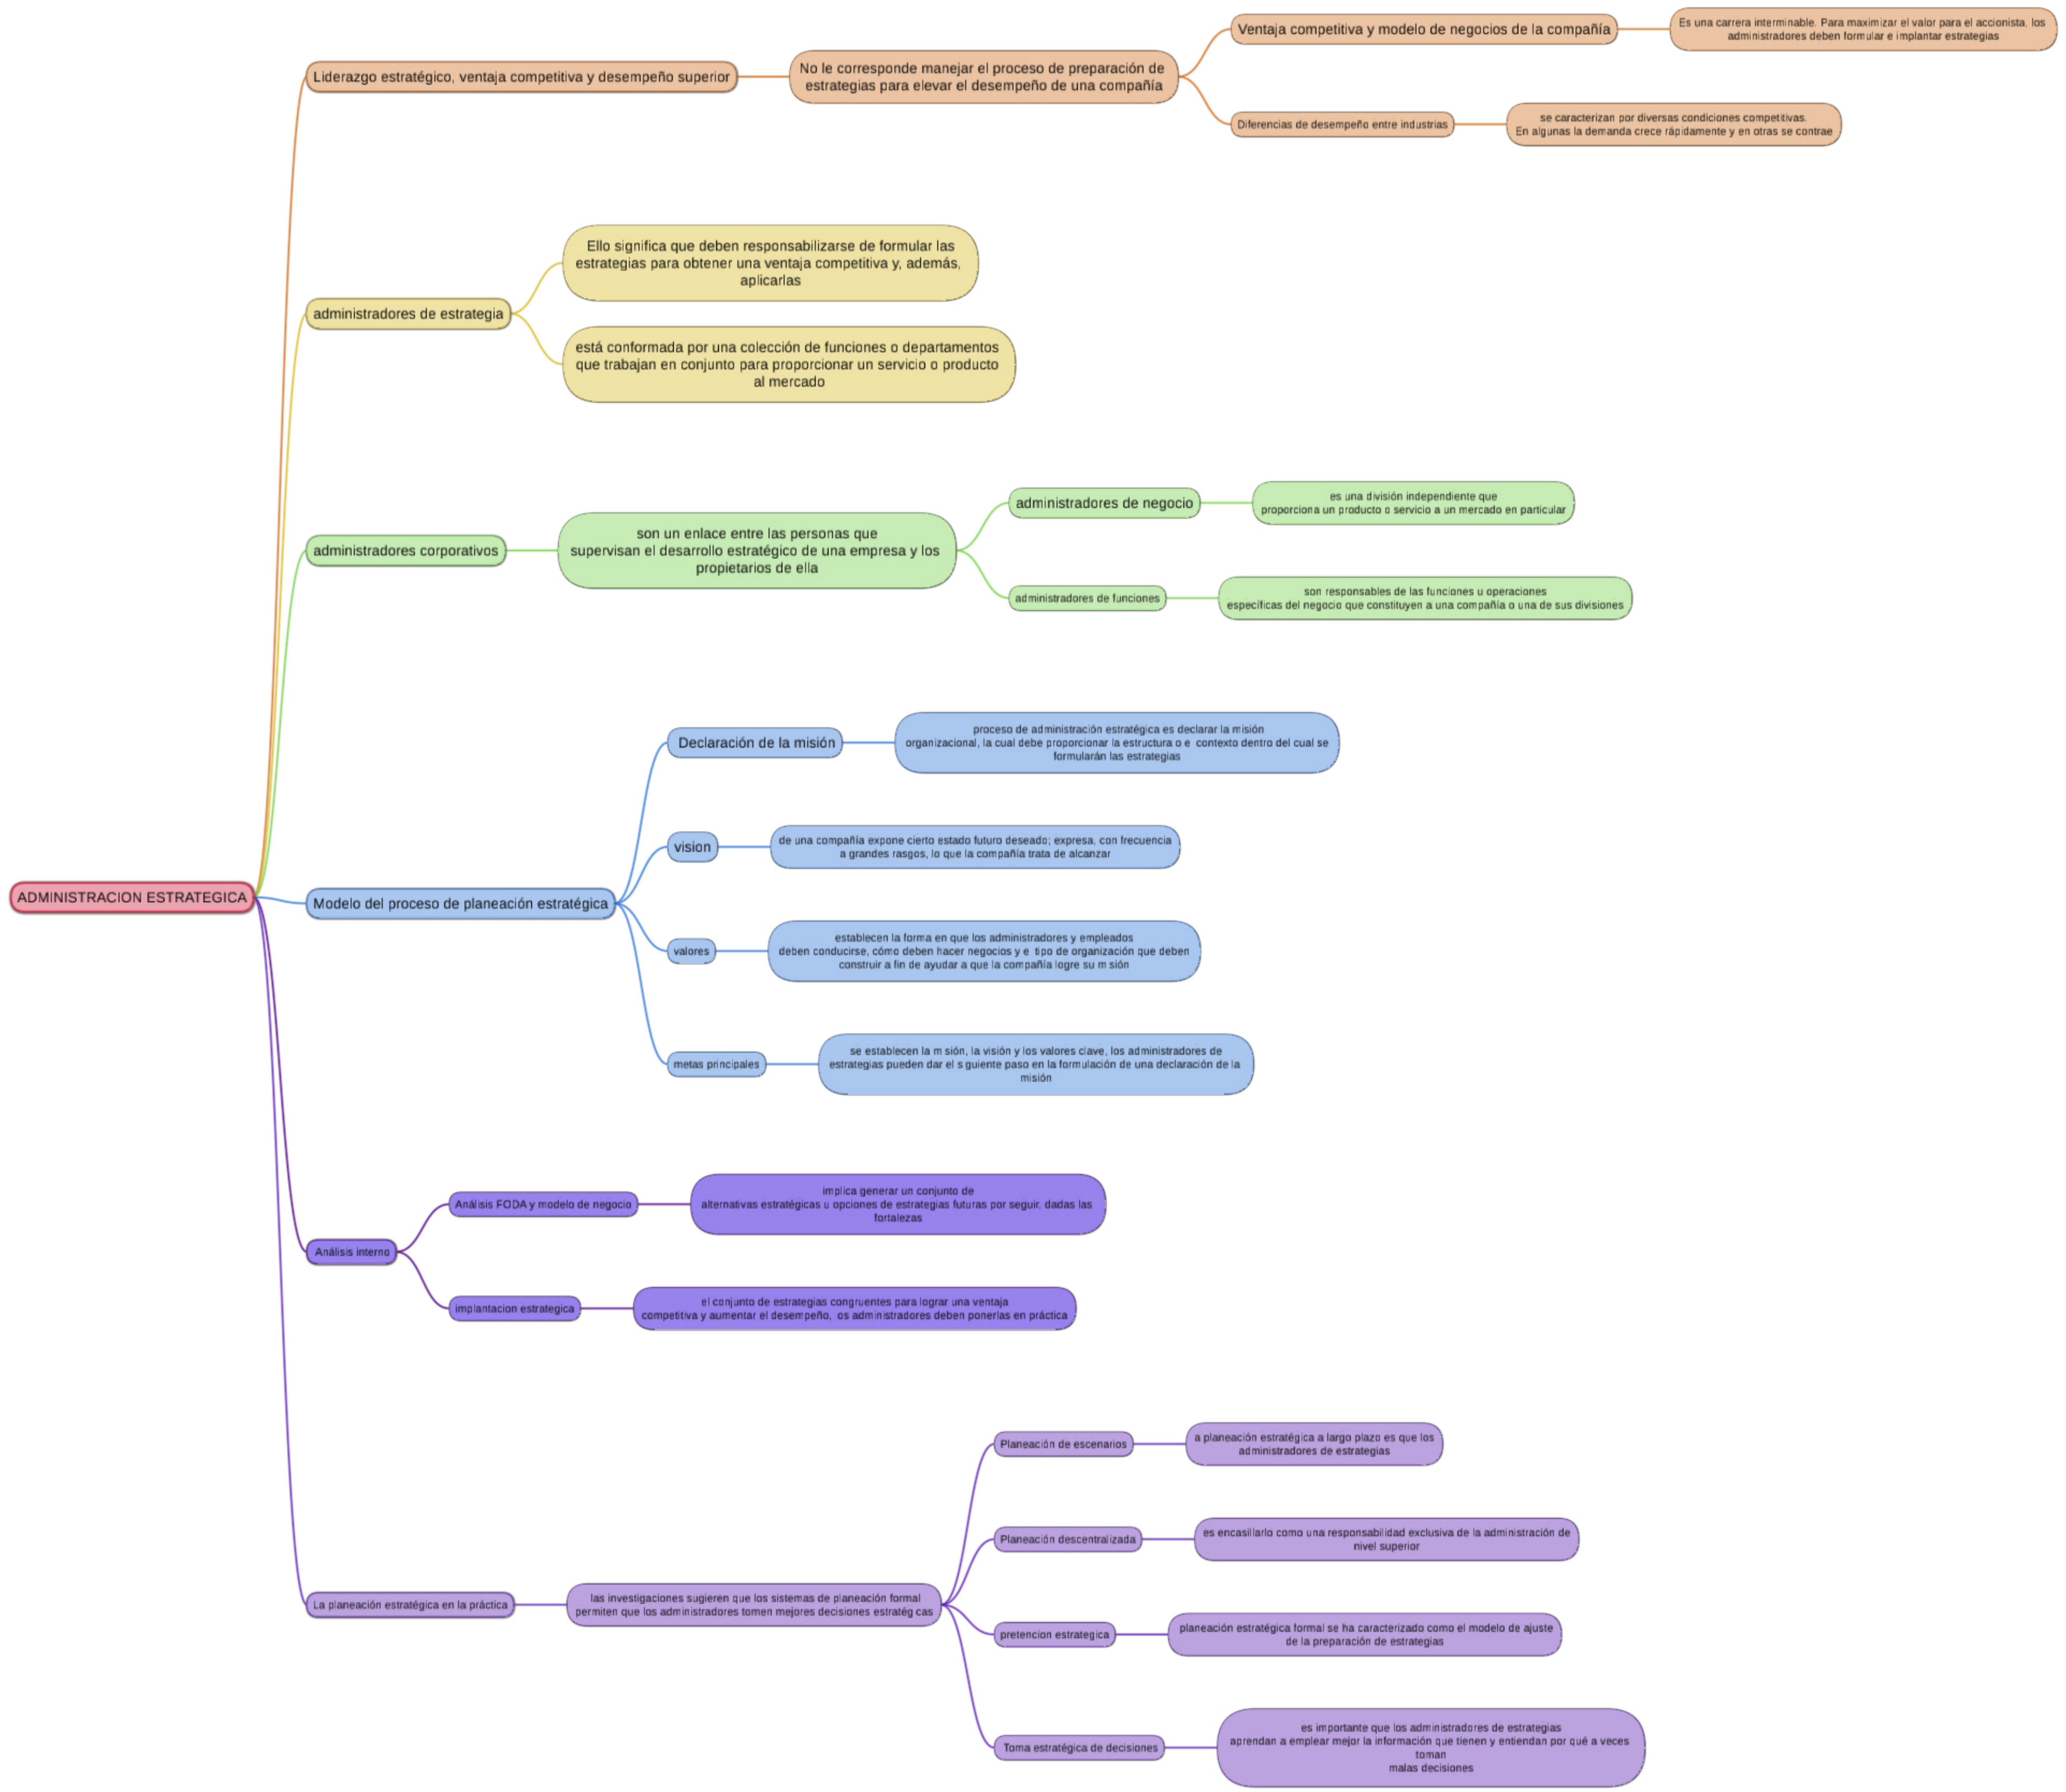 Ventaja competitiva y modelo de negocios de la compañía
Es una carrera interminable. Para maximizar el valor para el accionista, los
administradores deben formular e implantar estrategias
Liderazgo estratégico, ventaja competitiva y desempeño superior
No le corresponde manejar el proceso de preparación de
estrategias para elevar el desempeño de una compañía
Diferencias de desempeño entre industrias
se caracterizan por diversas condiciones competitivas.
En algunas la demanda crece rápidamente y en otras se contrae
administradores de estrategia
Ello significa que deben responsabilizarse de formular las
estrategias para obtener una ventaja competitiva y, además,
aplicarlas
está conformada por una colección de funciones o departamentos
que trabajan en conjunto para proporcionar un servicio o producto
al mercado
administradores corporativos
son un enlace entre las personas que
supervisan el desarrollo estratégico de una empresa y los
propietarios de ella
administradores de negocio
es una división independiente que
proporciona un producto o servicio a un mercado en particular
administradores de funciones
son responsables de las funciones u operaciones
específicas del negocio que constituyen a una compañía o una de sus divisiones
ADMINISTRACION ESTRATEGICA
Modelo del proceso de planeación estratégica
Declaración de la misión
proceso de administración estratégica es declarar la misión
organizacional, la cual debe proporcionar la estructura o e contexto dentro del cual se
formularán las estrategias
vision
de una compañía expone cierto estado futuro deseado; expresa, con frecuencia
a grandes rasgos, lo que la compañía trata de alcanzar
valores
establecen la forma en que los administradores y empleados
deben conducirse, cómo deben hacer negocios y e tipo de organización que deben
construir a fin de ayudar a que la compañía logre su m sión
metas principales
se establecen la m sión, la visión y los valores clave, los administradores de
estrategias pueden dar el s guiente paso en la formulación de una declaración de la
misión
Análisis interno
Análisis FODA y modelo de negocio
implica generar un conjunto de
alternativas estratégicas u opciones de estrategias futuras por seguir, dadas las
fortalezas
implantacion estrategica
el conjunto de estrategias congruentes para lograr una ventaja
competitiva y aumentar el desempeño, os administradores deben ponerlas en práctica
La planeación estratégica en la práctica
las investigaciones sugieren que los sistemas de planeación formal
permiten que los administradores tomen mejores decisiones estratég cas
Planeación de escenarios
a planeación estratégica a largo plazo es que los
administradores de estrategias
Planeación descentralizada
es encasillarlo como una responsabilidad exclusiva de la administración de
nivel superior
pretencion estrategica
planeación estratégica formal se ha caracterizado como el modelo de ajuste
de la preparación de estrategias
Toma estratégica de decisiones
es importante que los administradores de estrategias
aprendan a emplear mejor la información que tienen y entiendan por qué a veces
toman
malas decisiones